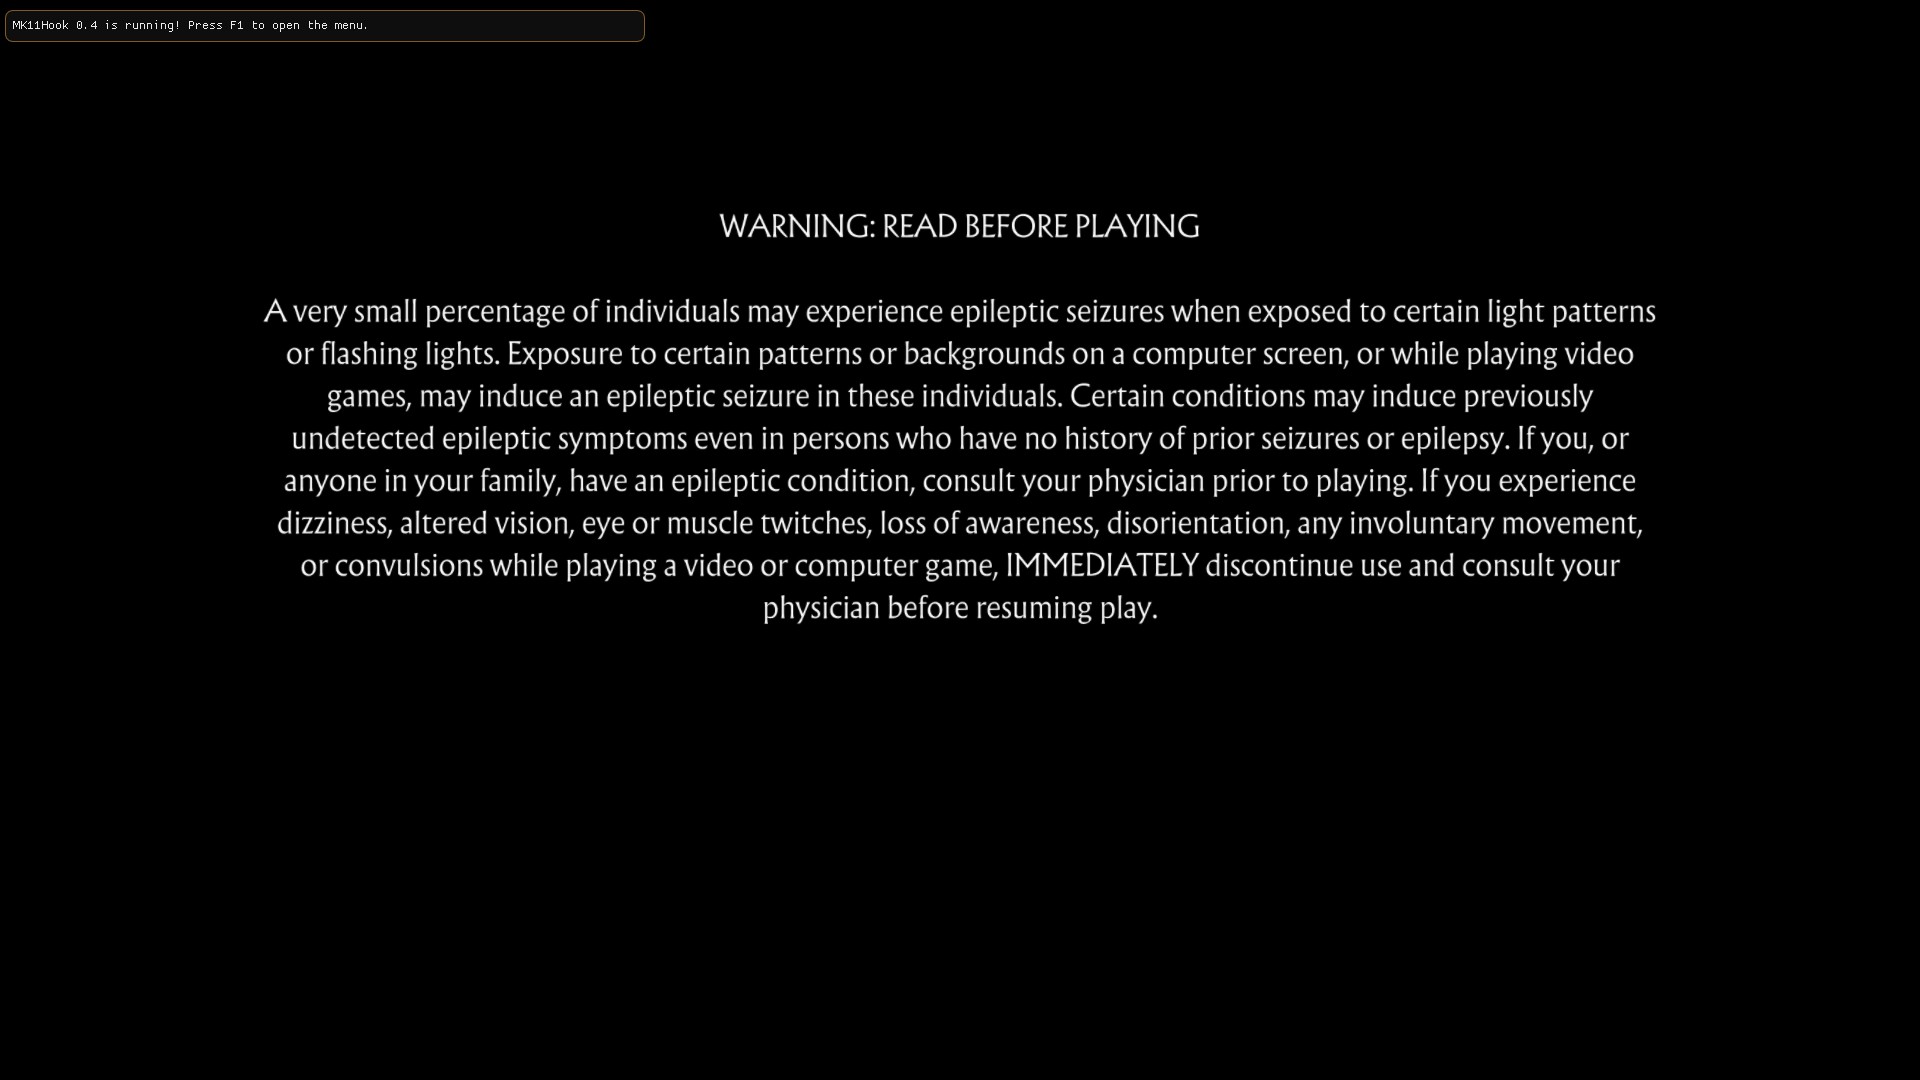 MK11Hook 0.4 is running! Press F1 to open the menu.
WARNING: READ BEFORE PLAYING
A very small percentage of individuals may experience epileptic seizures when exposed to certain light patterns
or flashing lights. Exposure to certain patterns or backgrounds on a computer screen, or while playing video
games, may induce an epileptic seizure in these individuals. Certain conditions may induce previously
undetected epileptic symptoms even in persons who have no history of prior seizures or epilepsy. If you, or
anyone in your family, have an epileptic condition, consult your physician prior to playing. If you experience
dizziness, altered vision, eye or muscle twitches, loss of awareness, disorientation, any involuntary movement,
or convulsions while playing a video or computer game, IMMEDIATELY discontinue use and consult your
physician before resuming play.